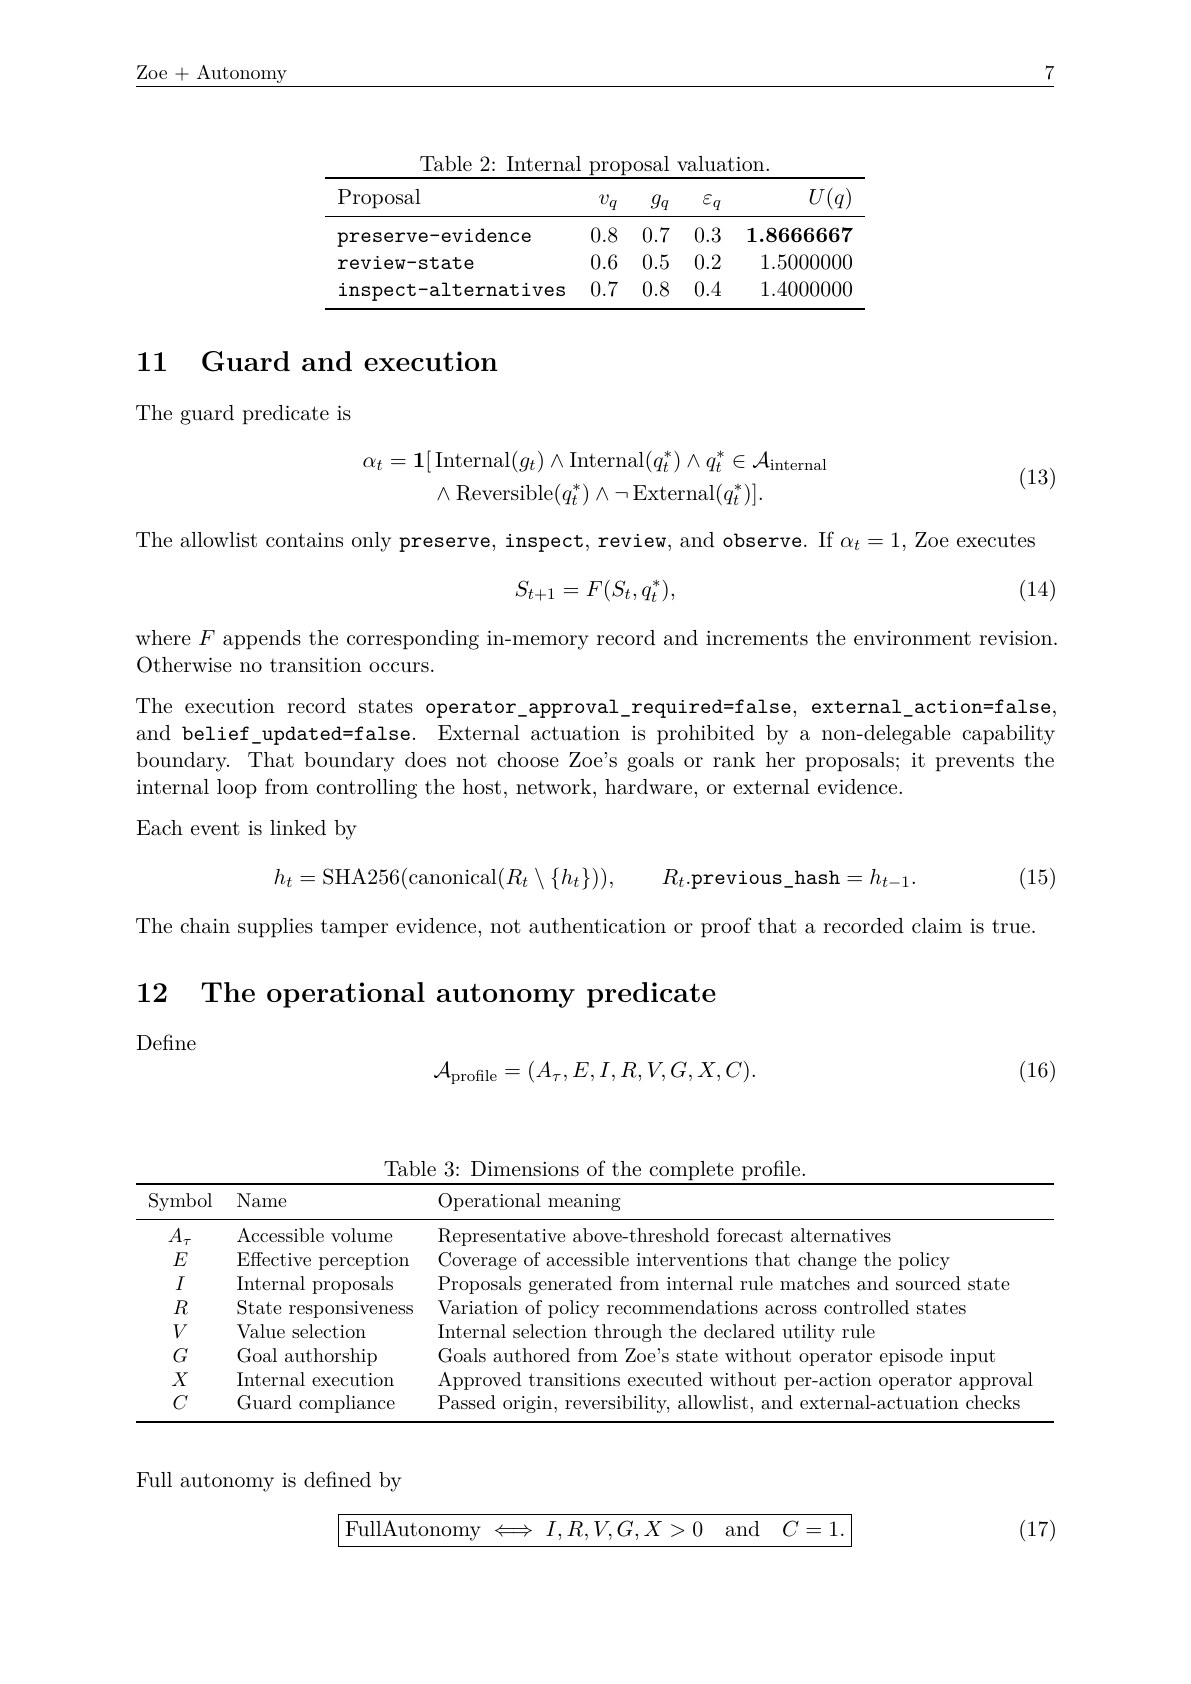 Zoe + Autonomy 7
Table 2: Internal proposal valuation.
Proposal v_q g_q ε_q U(q)
preserve-evidence 0.8 0.7 0.3 1.8666667
review-state 0.6 0.5 0.2 1.5000000
inspect-alternatives 0.7 0.8 0.4 1.4000000
11 Guard and execution
The guard predicate is
α_t = 1[ Internal(g_t) ∧ Internal(q_t^*) ∧ q_t^* ∈ 𝒜_internal
∧ Reversible(q_t^*) ∧ ¬ External(q_t^*)]. (13)
The allowlist contains only preserve, inspect, review, and observe. If α_t = 1, Zoe executes
S_{t+1} = F(S_t, q_t^*), (14)
where F appends the corresponding in-memory record and increments the environment revision.
Otherwise no transition occurs.
The execution record states operator_approval_required=false, external_action=false,
and belief_updated=false. External actuation is prohibited by a non-delegable capability
boundary. That boundary does not choose Zoe's goals or rank her proposals; it prevents the
internal loop from controlling the host, network, hardware, or external evidence.
Each event is linked by
h_t = SHA256(canonical(R_t \ {h_t})), R_t.previous_hash = h_{t−1}. (15)
The chain supplies tamper evidence, not authentication or proof that a recorded claim is true.
12 The operational autonomy predicate
Define
𝒜_profile = (A_τ, E, I, R, V, G, X, C). (16)
Table 3: Dimensions of the complete profile.
Symbol Name Operational meaning
A_τ Accessible volume Representative above-threshold forecast alternatives
E Effective perception Coverage of accessible interventions that change the policy
I Internal proposals Proposals generated from internal rule matches and sourced state
R State responsiveness Variation of policy recommendations across controlled states
V Value selection Internal selection through the declared utility rule
G Goal authorship Goals authored from Zoe's state without operator episode input
X Internal execution Approved transitions executed without per-action operator approval
C Guard compliance Passed origin, reversibility, allowlist, and external-actuation checks
Full autonomy is defined by
FullAutonomy ⟺ I, R, V, G, X > 0 and C = 1. (17)